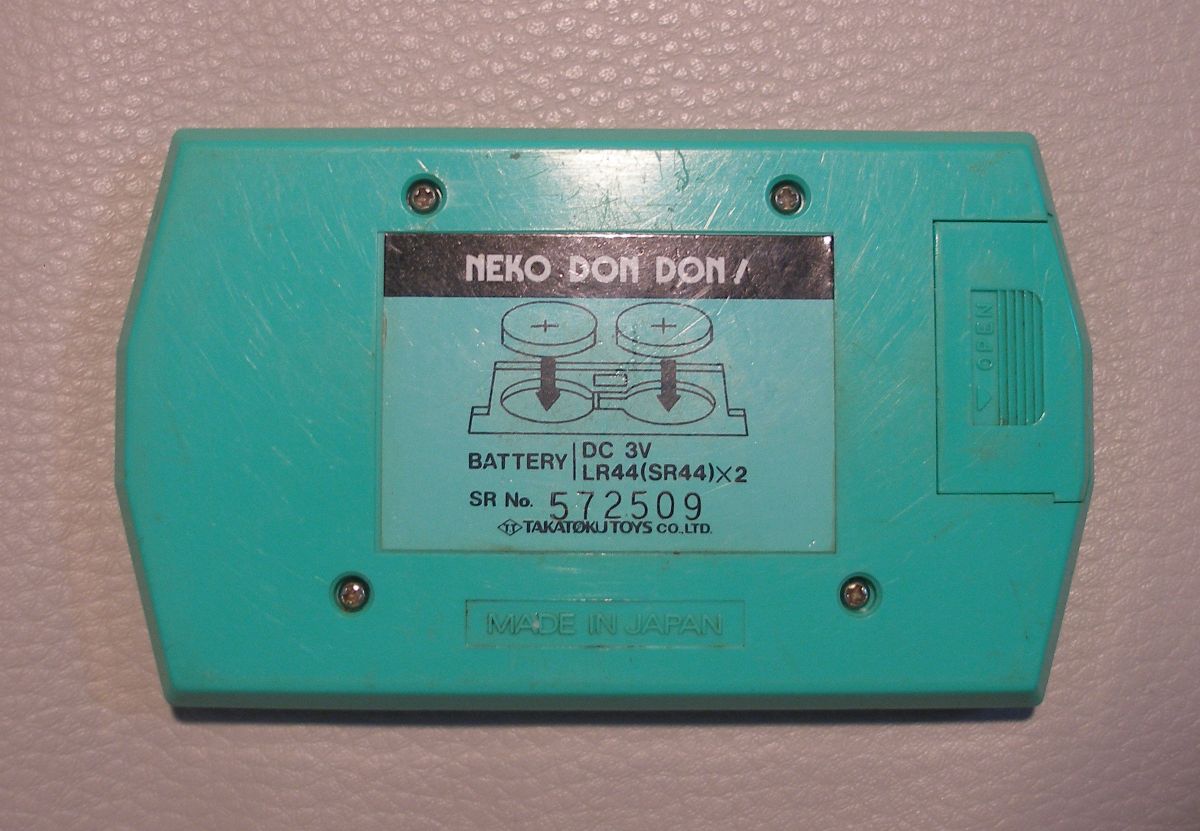 NEKO DON DON!
+ +
BATTERY DC 3V
LR44(SR44)×2
SR No. 572509
TT TAKATOKU TOYS CO.,LTD.
MADE IN JAPAN
OPEN